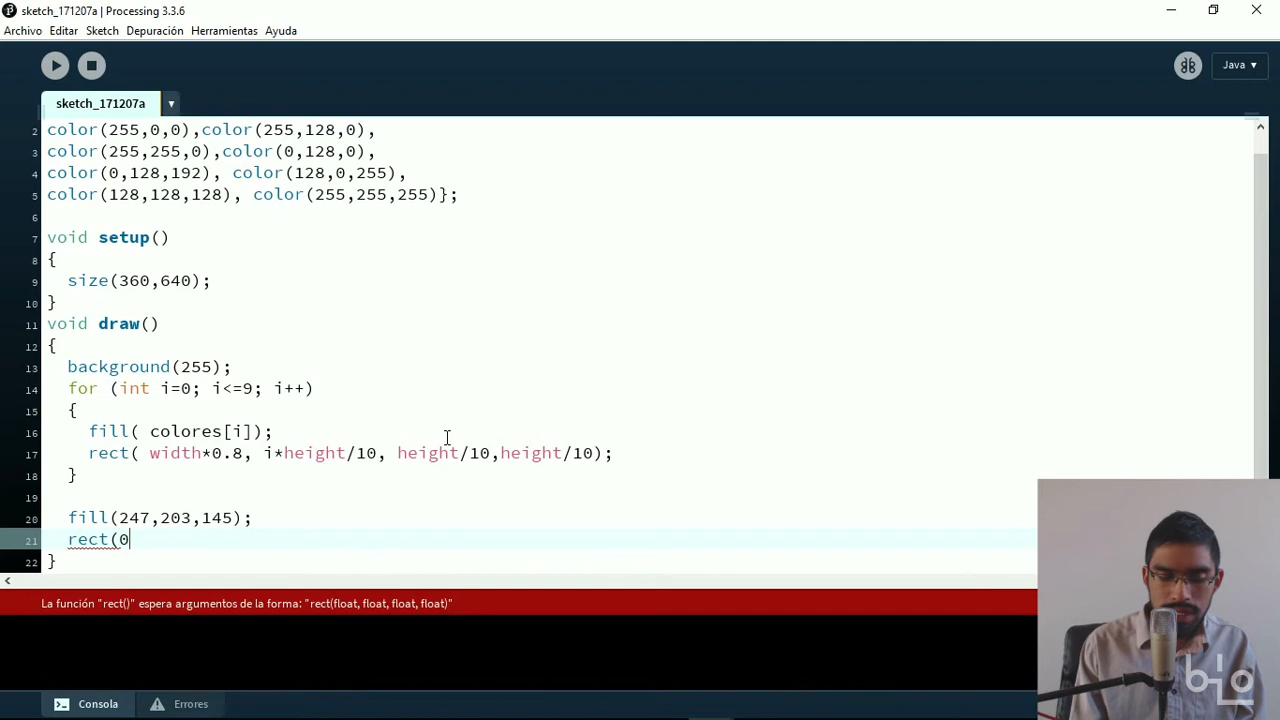 sketch_171207a | Processing 3.3.6
Archivo Editar Sketch Depuración Herramientas Ayuda
Java ▾
sketch_171207a ▾
2 color(255,0,0),color(255,128,0),
3 color(255,255,0),color(0,128,0),
4 color(0,128,192), color(128,0,255),
5 color(128,128,128), color(255,255,255)};
6
7 void setup()
8 {
9   size(360,640);
10 }
11 void draw()
12 {
13   background(255);
14   for (int i=0; i<=9; i++)
15   {
16     fill( colores[i]);
17     rect( width*0.8, i*height/10, height/10,height/10);
18   }
19
20   fill(247,203,145);
21   rect(0
22 }
La función "rect()" espera argumentos de la forma: "rect(float, float, float, float)"
Consola Errores